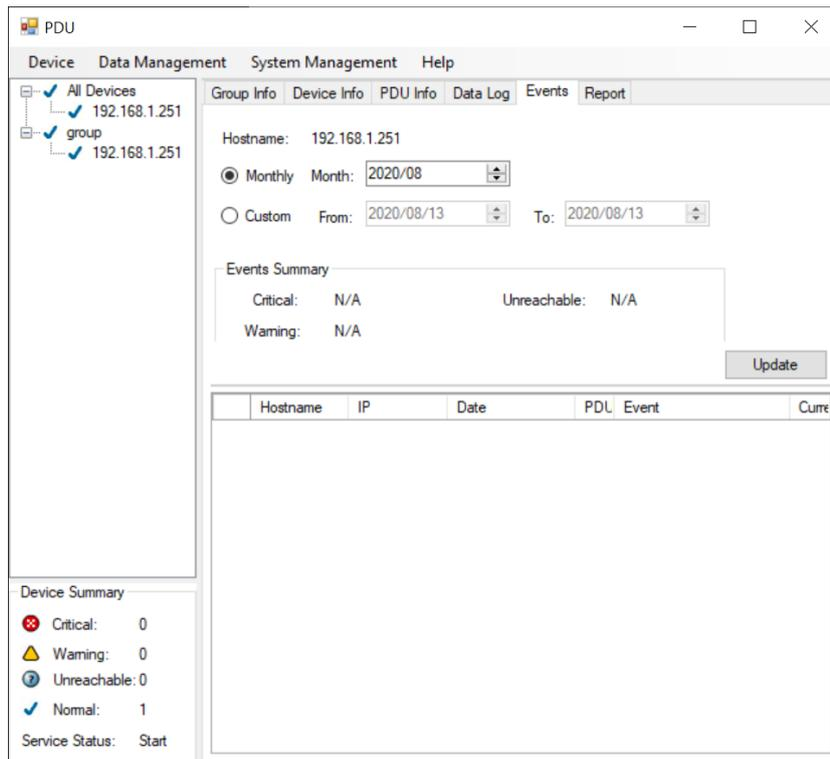 PDU
Device Data Management System Management Help
All Devices
192.168.1.251
group
192.168.1.251
Group Info Device Info PDU Info Data Log Events Report
Hostname: 192.168.1.251
Monthly Month: 2020/08
Custom From: 2020/08/13 To: 2020/08/13
Events Summary
Critical: N/A Unreachable: N/A
Warning: N/A
Update
Hostname IP Date PDU Event Curre
Device Summary
Critical: 0
Warning: 0
Unreachable: 0
Normal: 1
Service Status: Start